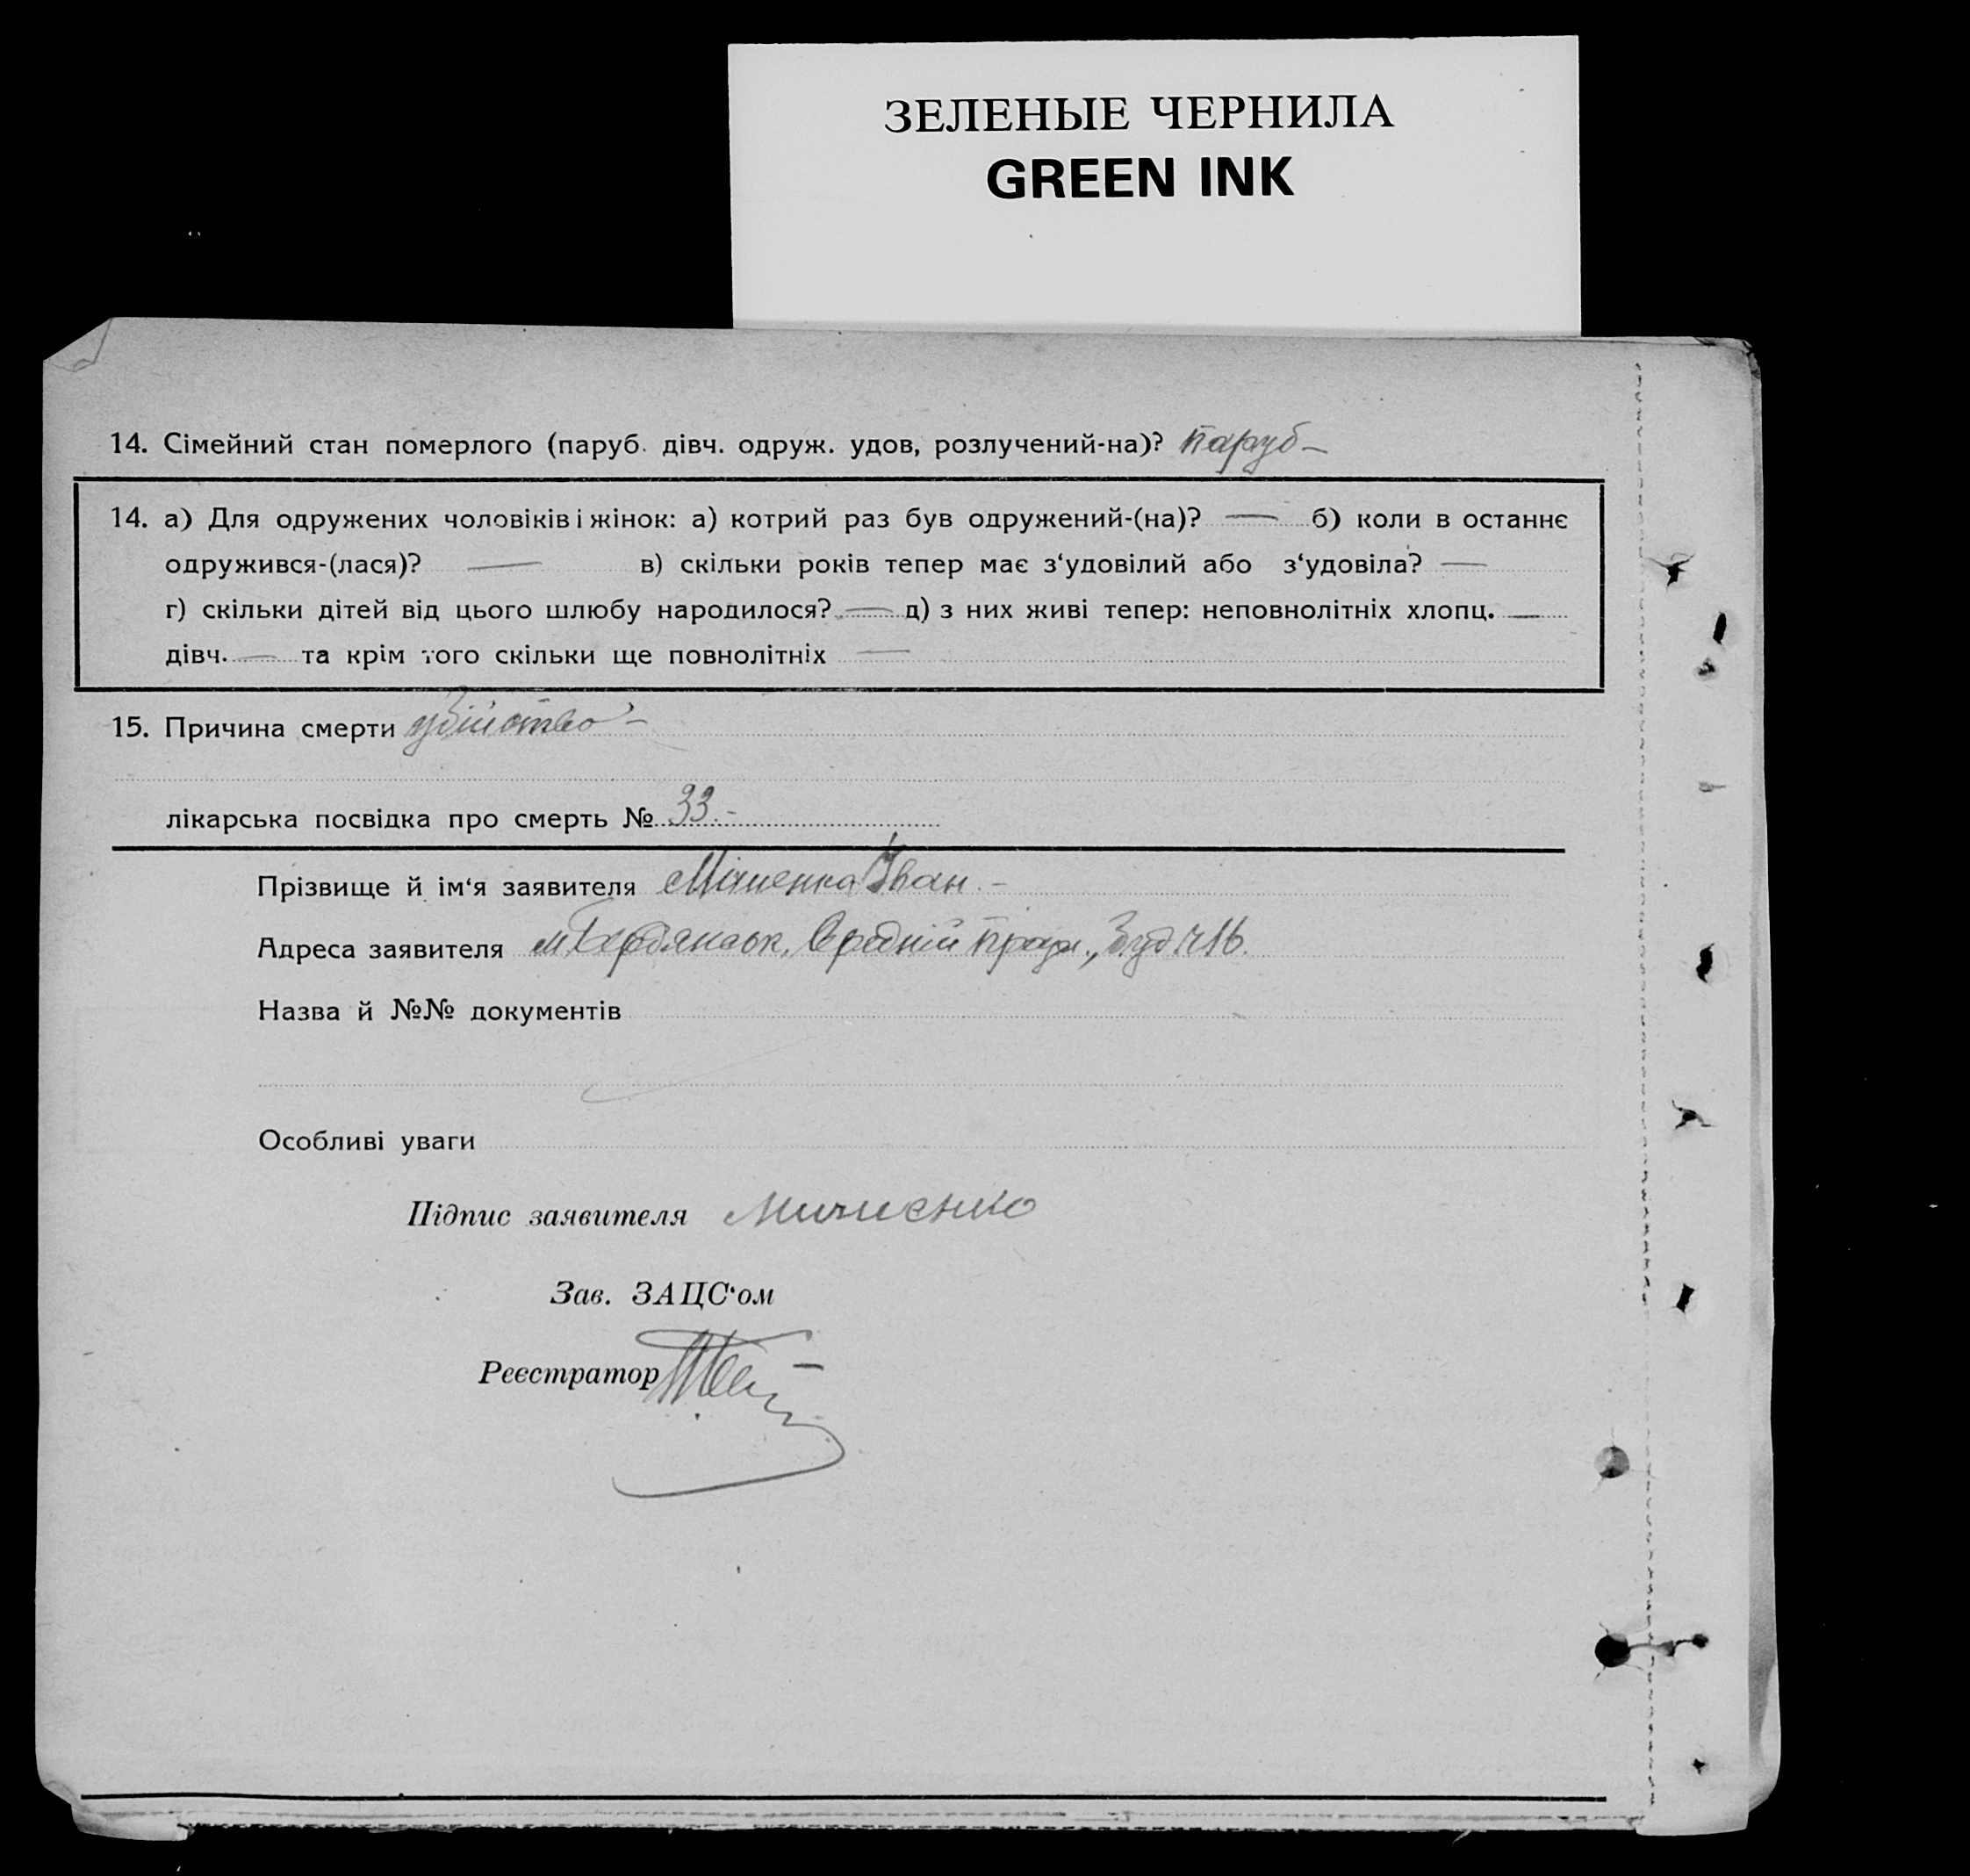 ЗЕЛЕНЫЕ ЧЕРНИЛА
GREEN INK
14. Сімейний стан померлого (паруб. дівч. одруж. удов, розлучений-на)? паруб –
14. а) Для одружених чоловіків і жінок: а) котрий раз був одружений-(на)? — б) коли в останнє
одружився-(лася)? — в) скільки років тепер має з‘удовілий або з‘удовіла? —
г) скільки дітей від цього шлюбу народилося? — д) з них живі тепер: неповнолітніх хлопц. —
дівч. — та крім того скільки ще повнолітніх —
15. Причина смерти убійство –
лікарська посвідка про смерть № 33. –
Прізвище й ім‘я заявителя Іван. –
Адреса заявителя м. Бердянськ,
Назва й №№ документів
Особливі уваги
Підпис заявителя
Зав. ЗАЦС‘ом
Реєстратор